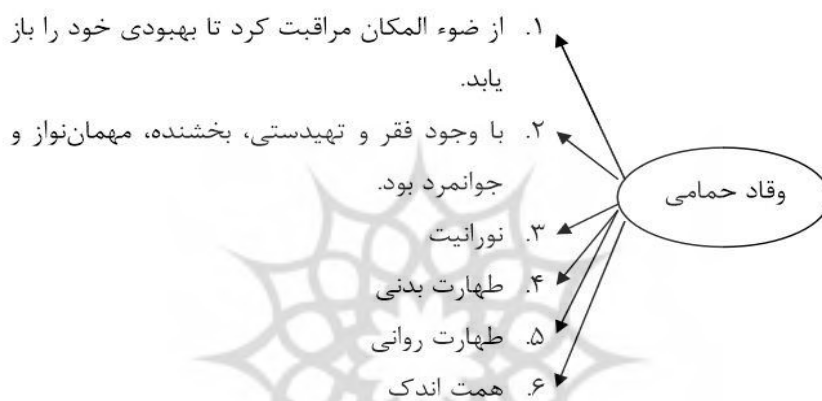 ۱. از ضوء المکان مراقبت کرد تا بهبودی خود را باز
یابد.
۲. با وجود فقر و تهیدستی، بخشنده، مهمان‌نواز و
جوانمرد بود.
وقاد حمامی
۳. نورانیت
۴. طهارت بدنی
۵. طهارت روانی
۶. همت اندک